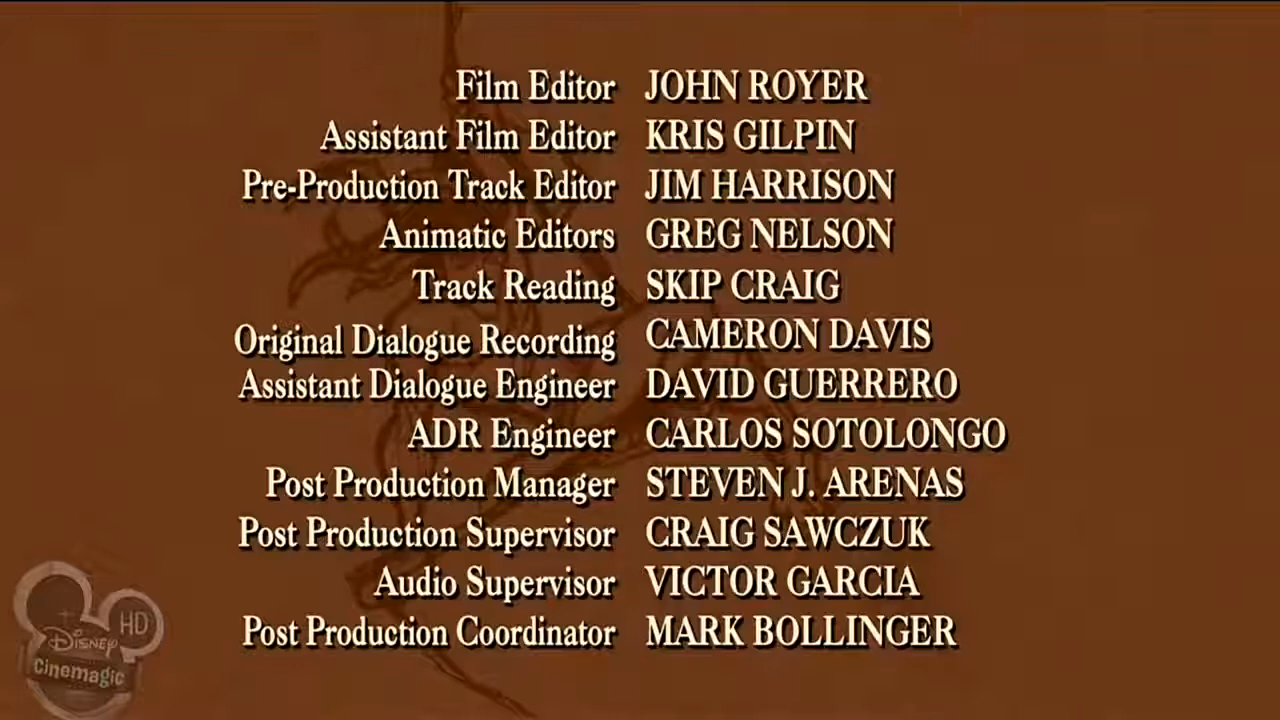 Film Editor JOHN ROYER
Assistant Film Editor KRIS GILPIN
Pre-Production Track Editor JIM HARRISON
Animatic Editors GREG NELSON
Track Reading SKIP CRAIG
Original Dialogue Recording CAMERON DAVIS
Assistant Dialogue Engineer DAVID GUERRERO
ADR Engineer CARLOS SOTOLONGO
Post Production Manager STEVEN J. ARENAS
Post Production Supervisor CRAIG SAWCZUK
Audio Supervisor VICTOR GARCIA
Post Production Coordinator MARK BOLLINGER
HD
Disney
Cinemagic